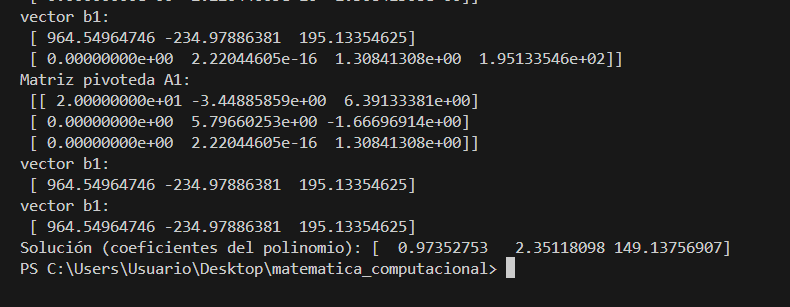 vector b1:
[ 964.54964746 -234.97886381 195.13354625]
[ 0.00000000e+00 2.22044605e-16 1.30841308e+00 1.95133546e+02]]
Matriz pivoteda A1:
[[ 2.00000000e+01 -3.44885859e+00 6.39133381e+00]
[ 0.00000000e+00 5.79660253e+00 -1.66696914e+00]
[ 0.00000000e+00 2.22044605e-16 1.30841308e+00]]
vector b1:
[ 964.54964746 -234.97886381 195.13354625]
vector b1:
[ 964.54964746 -234.97886381 195.13354625]
Solución (coeficientes del polinomio): [ 0.97352753 2.35118098 149.13756907]
PS C:\Users\Usuario\Desktop\matematica_computacional>